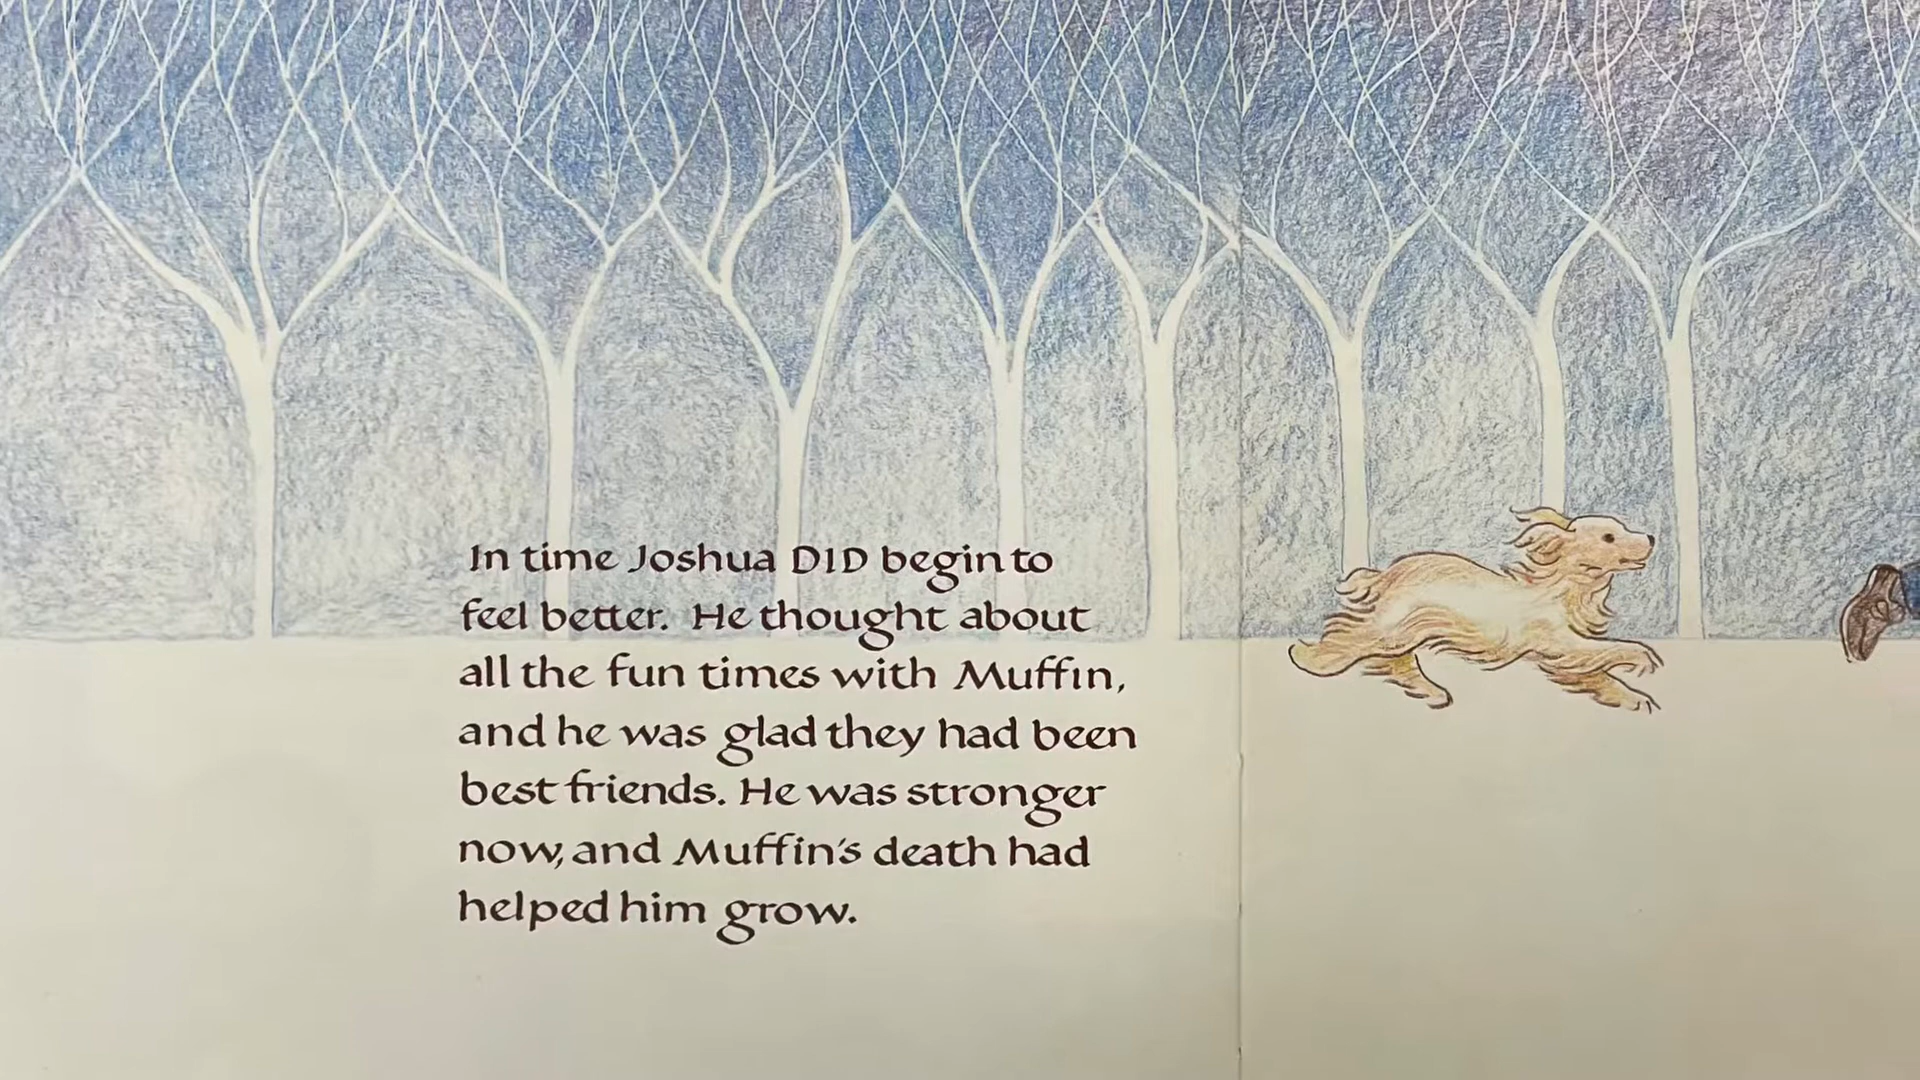 In time Joshua DID begin to
feel better. He thought about
all the fun times with Muffin,
and he was glad they had been
best friends. He was stronger
now, and Muffin's death had
helped him grow.